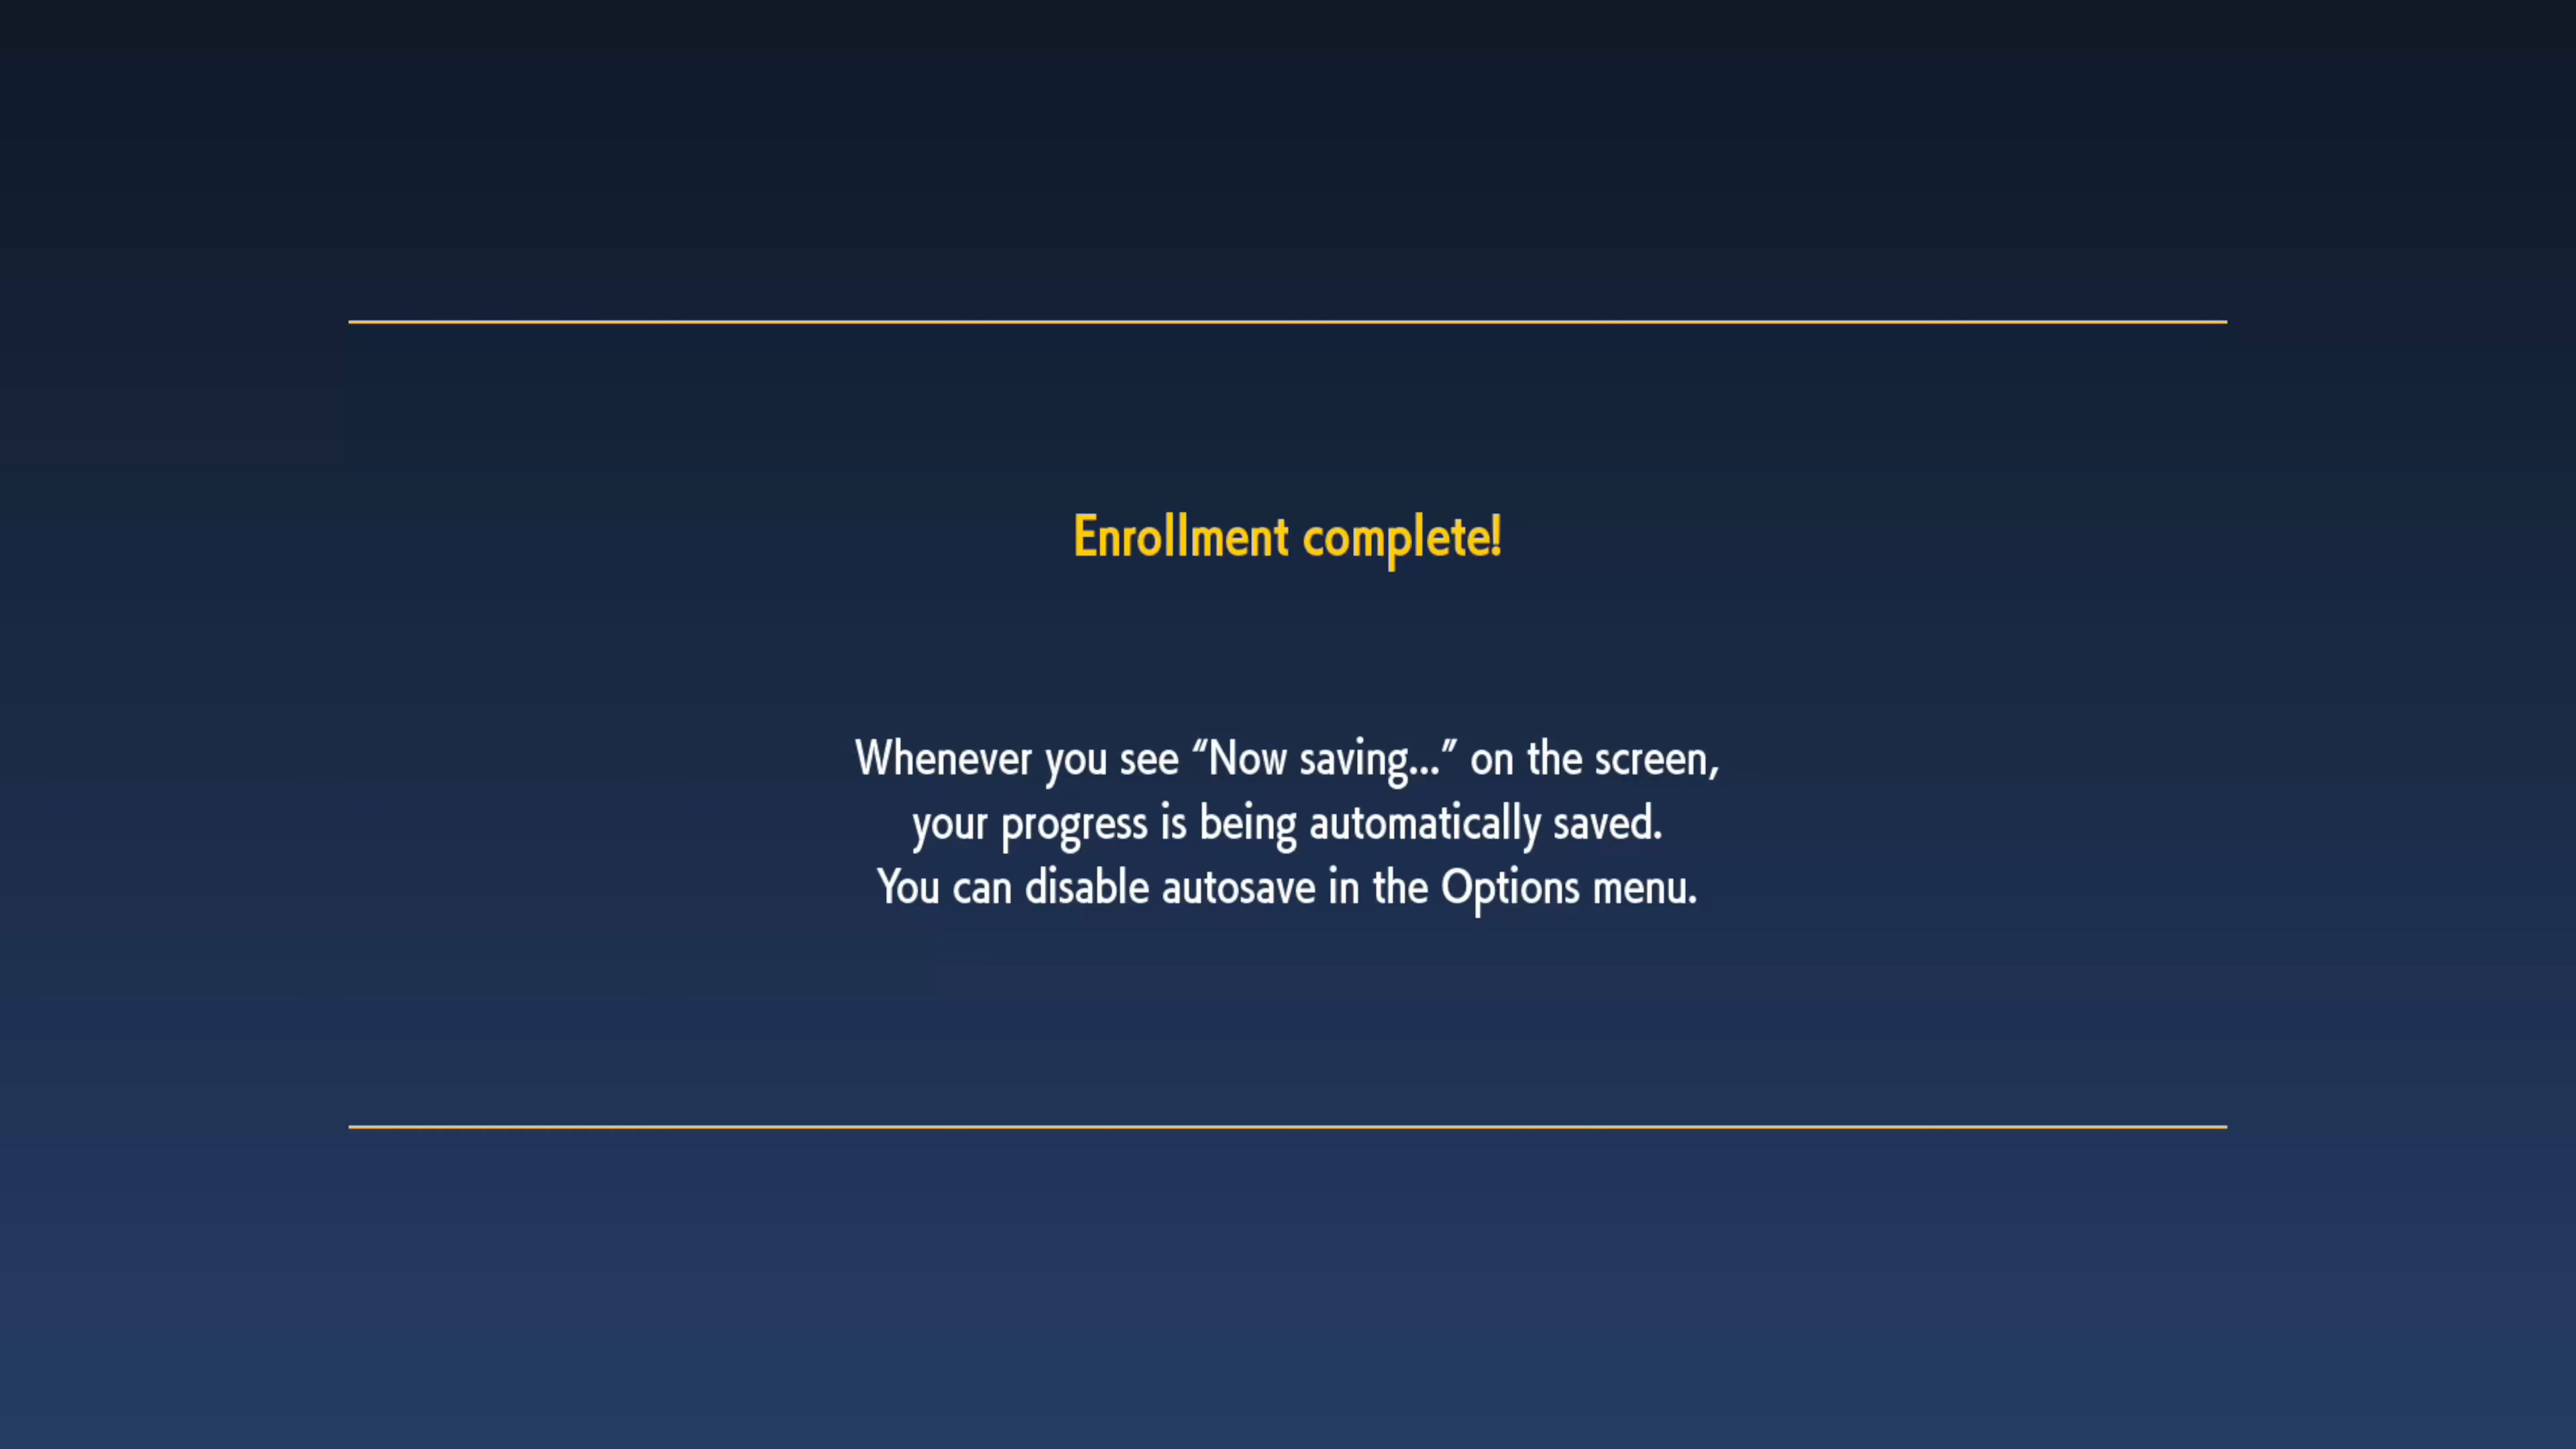 Enrollment complete!
Whenever you see “Now saving...” on the screen,
your progress is being automatically saved.
You can disable autosave in the Options menu.